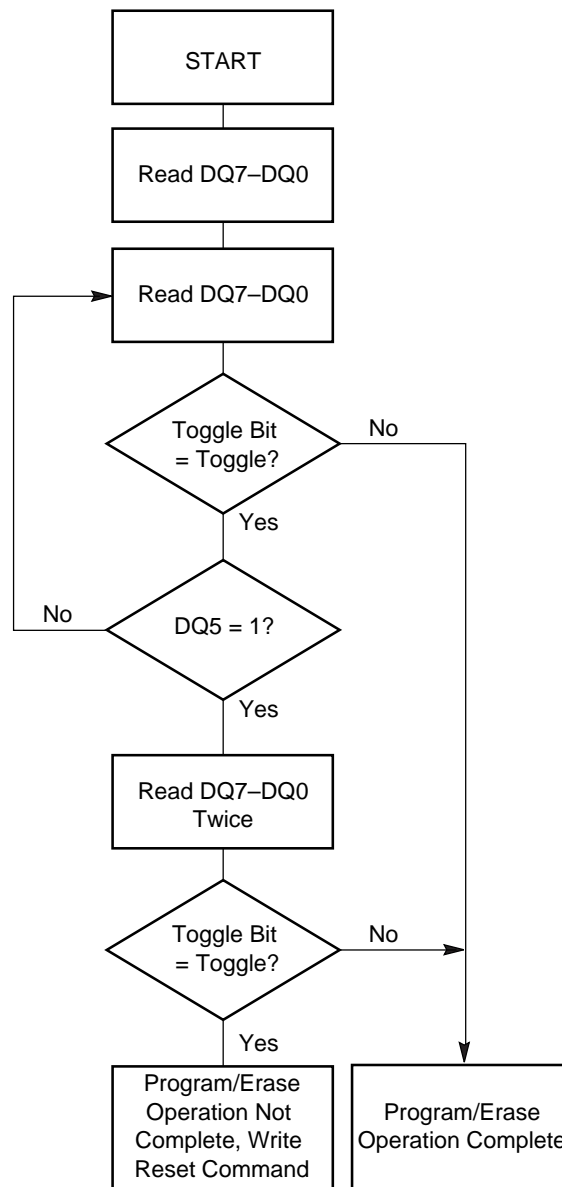 START
Read DQ7–DQ0
Read DQ7–DQ0
Toggle Bit
= Toggle?
No
Yes
No
DQ5 = 1?
Yes
Read DQ7–DQ0
Twice
Toggle Bit
= Toggle?
No
Yes
Program/Erase
Operation Not
Complete, Write
Reset Command
Program/Erase
Operation Complete